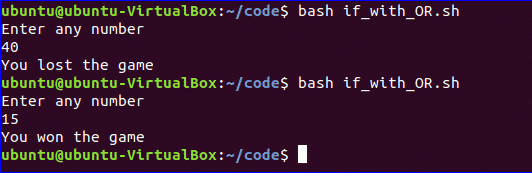 ubuntu@ubuntu-VirtualBox:~/code$ bash if_with_OR.sh
Enter any number
40
You lost the game
ubuntu@ubuntu-VirtualBox:~/code$ bash if_with_OR.sh
Enter any number
15
You won the game
ubuntu@ubuntu-VirtualBox:~/code$